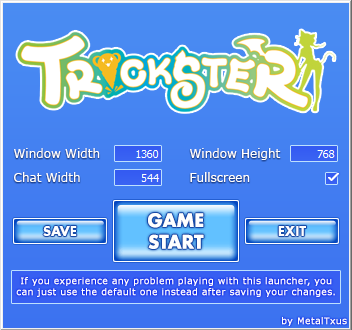 TRICKSTER
Window Width 1360 Window Height 768
Chat Width 544 Fullscreen
SAVE GAME START EXIT
If you experience any problem playing with this launcher, you
can just use the default one instead after saving your changes.
by MetalTxus